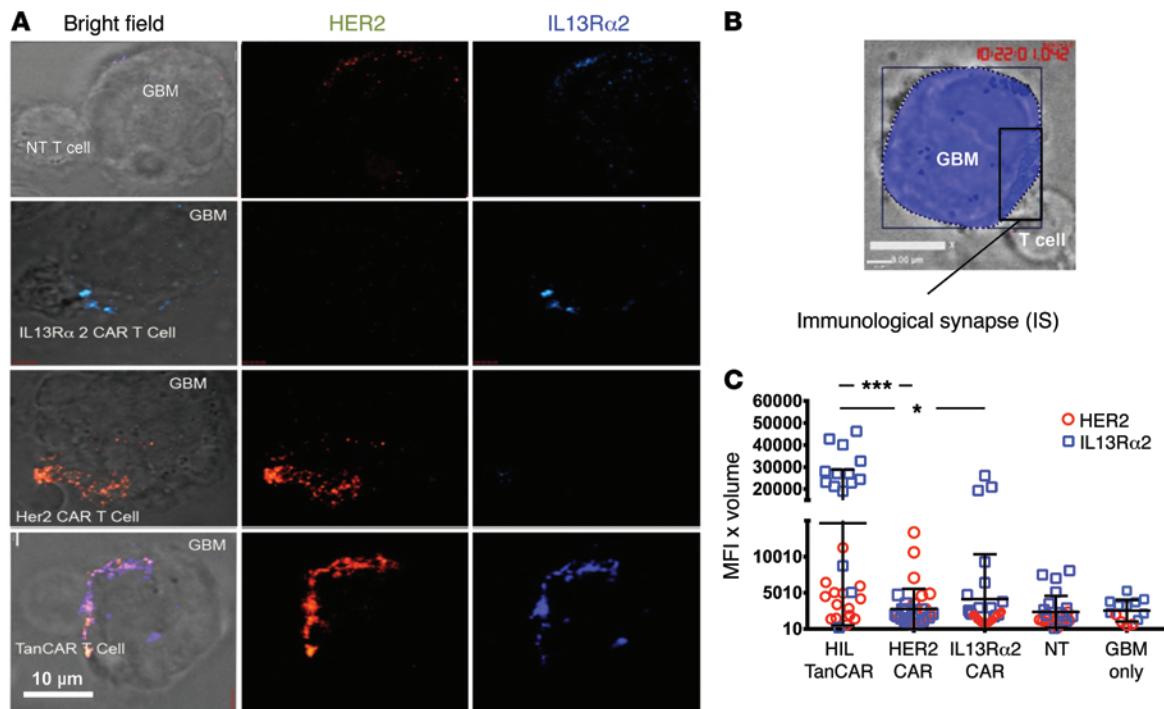 A
Bright field
HER2
IL13Rα2
GBM
NT T cell
GBM
IL13Rα 2 CAR T Cell
GBM
Her2 CAR T Cell
GBM
TanCAR T Cell
10 µm
B
10:22:01.042
GBM
T cell
Immunological synapse (IS)
C
MFI x volume
60000
50000
40000
30000
20000
10010
5010
10
***
*
HER2
IL13Rα2
HIL
TanCAR
HER2
CAR
IL13Rα2
CAR
NT
GBM
only